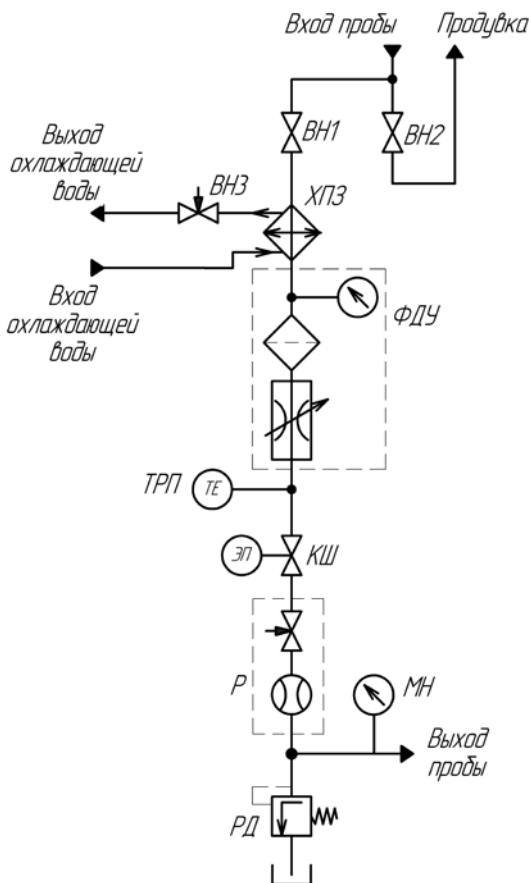 Вход пробы
Продувка
ВН1
ВН2
Выход
охлаждающей
воды
ВН3
ХПЗ
Вход
охлаждающей
воды
ФДУ
ТРП
ТЕ
ЭП
КШ
Р
МН
Выход
пробы
РД